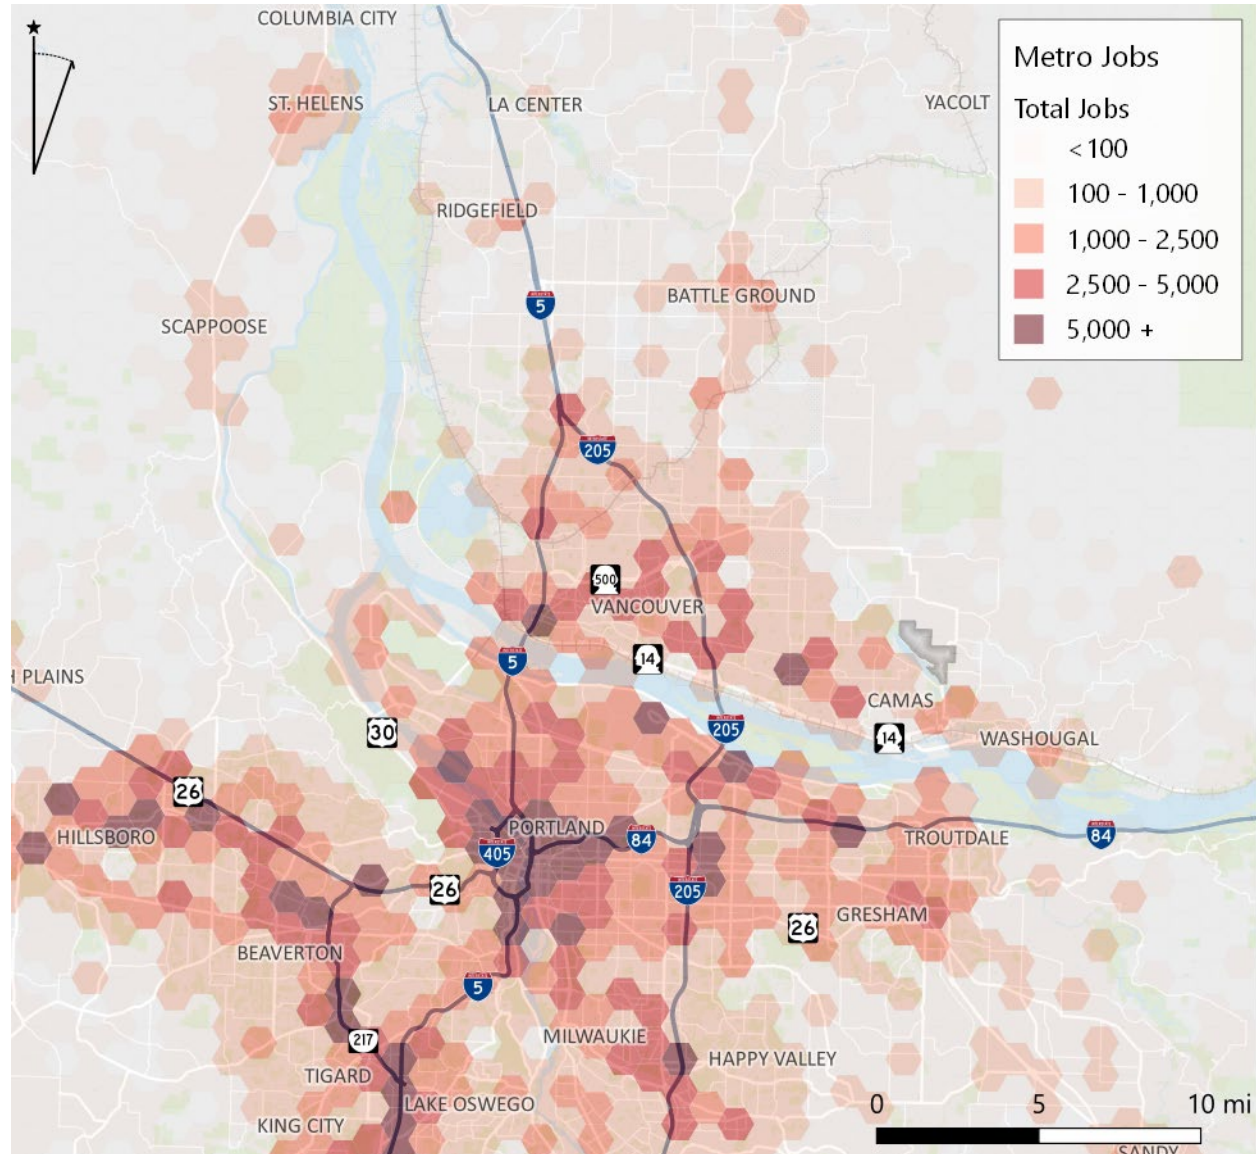 COLUMBIA CITY
ST. HELENS
LA CENTER
YACOLT
Metro Jobs
Total Jobs
<100
100 - 1,000
1,000 - 2,500
2,500 - 5,000
5,000 +
RIDGEFIELD
5
BATTLE GROUND
SCAPPOOSE
205
500
VANCOUVER
14
5
H PLAINS
CAMAS
30
205
14
WASHOUGAL
26
HILLSBORO
PORTLAND
84
TROUTDALE
84
405
26
205
GRESHAM
26
BEAVERTON
5
217
MILWAUKIE
HAPPY VALLEY
TIGARD
LAKE OSWEGO
KING CITY
0 5 10 mi
SANDY